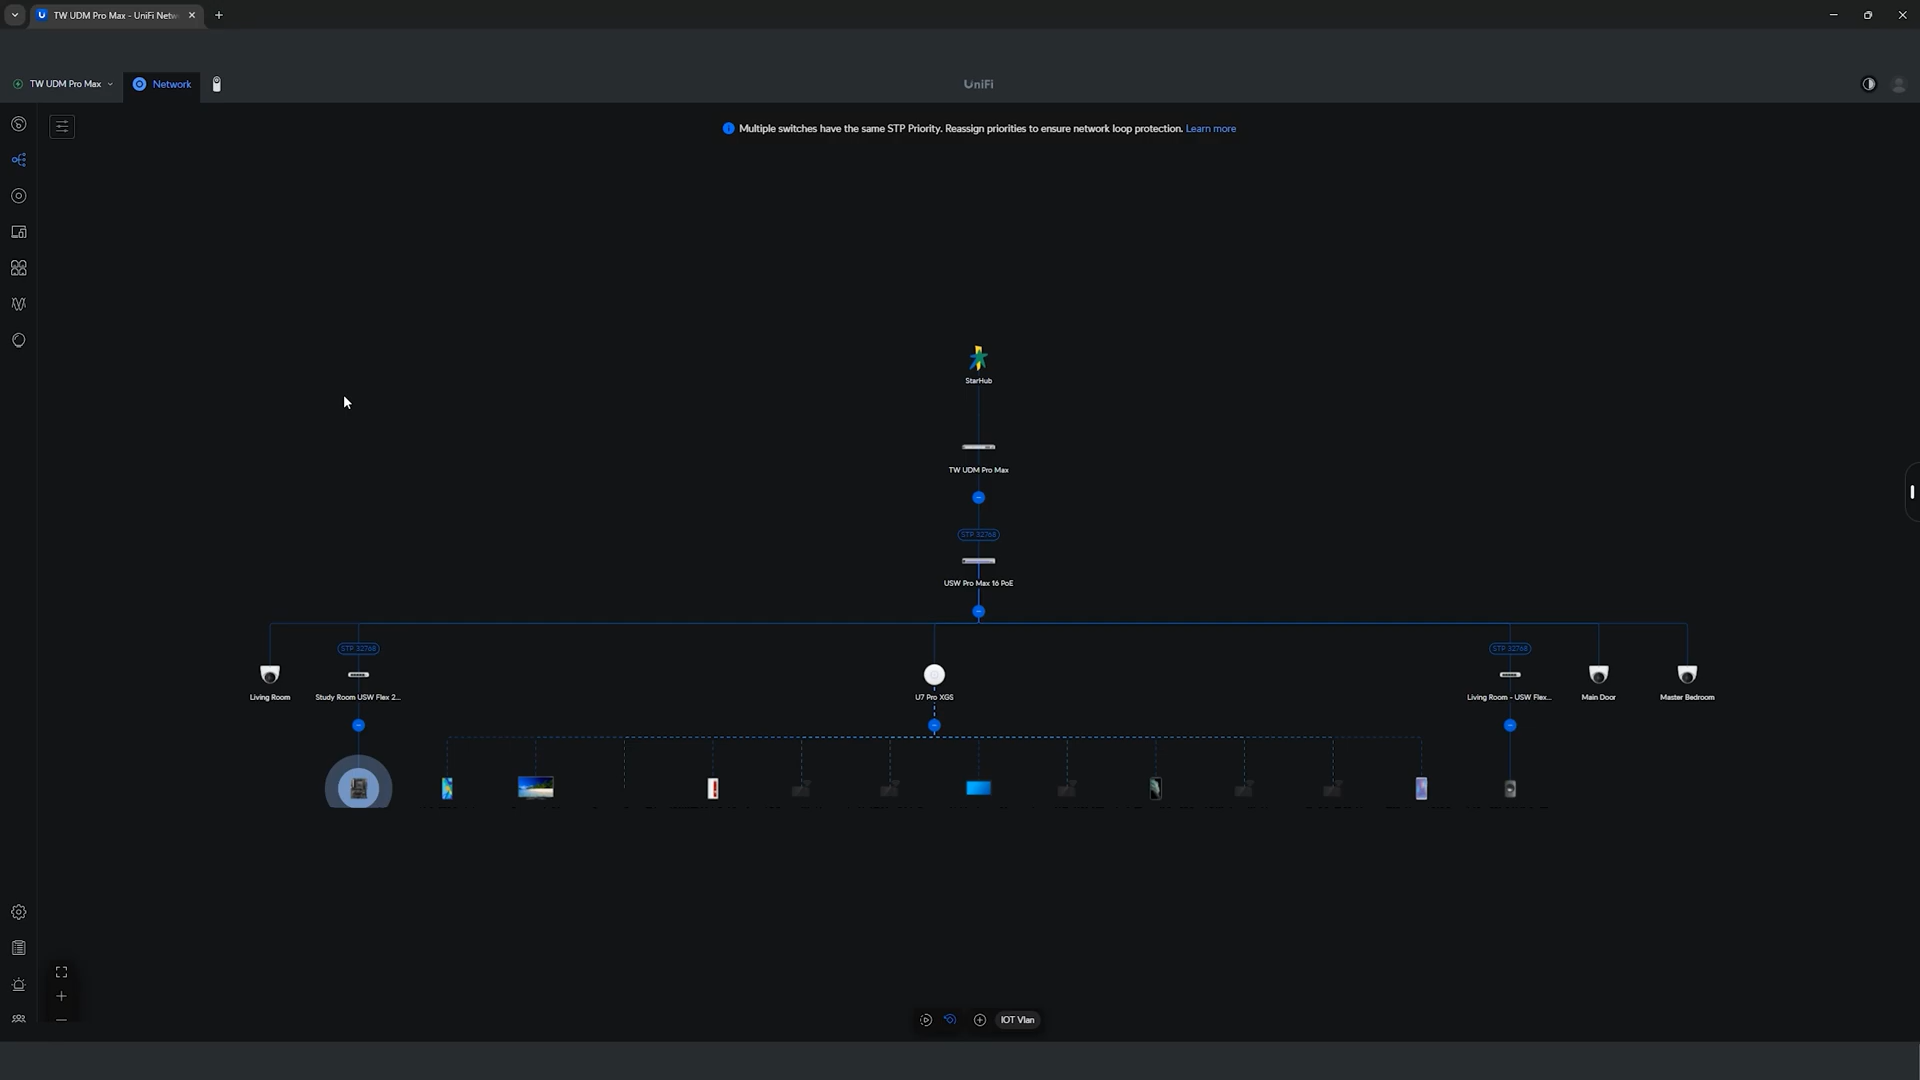 TW UDM Pro Max - UniFi Netw
TW UDM Pro Max
Network
UniFi
Multiple switches have the same STP Priority. Reassign priorities to ensure network loop protection. Learn more
StarHub
TW UDM Pro Max
STP 32768
USW Pro Max 16 PoE
STP 32768
STP 32768
Living Room
Study Room USW Flex 2...
U7 Pro XGS
Living Room - USW Flex...
Main Door
Master Bedroom
IOT Vlan